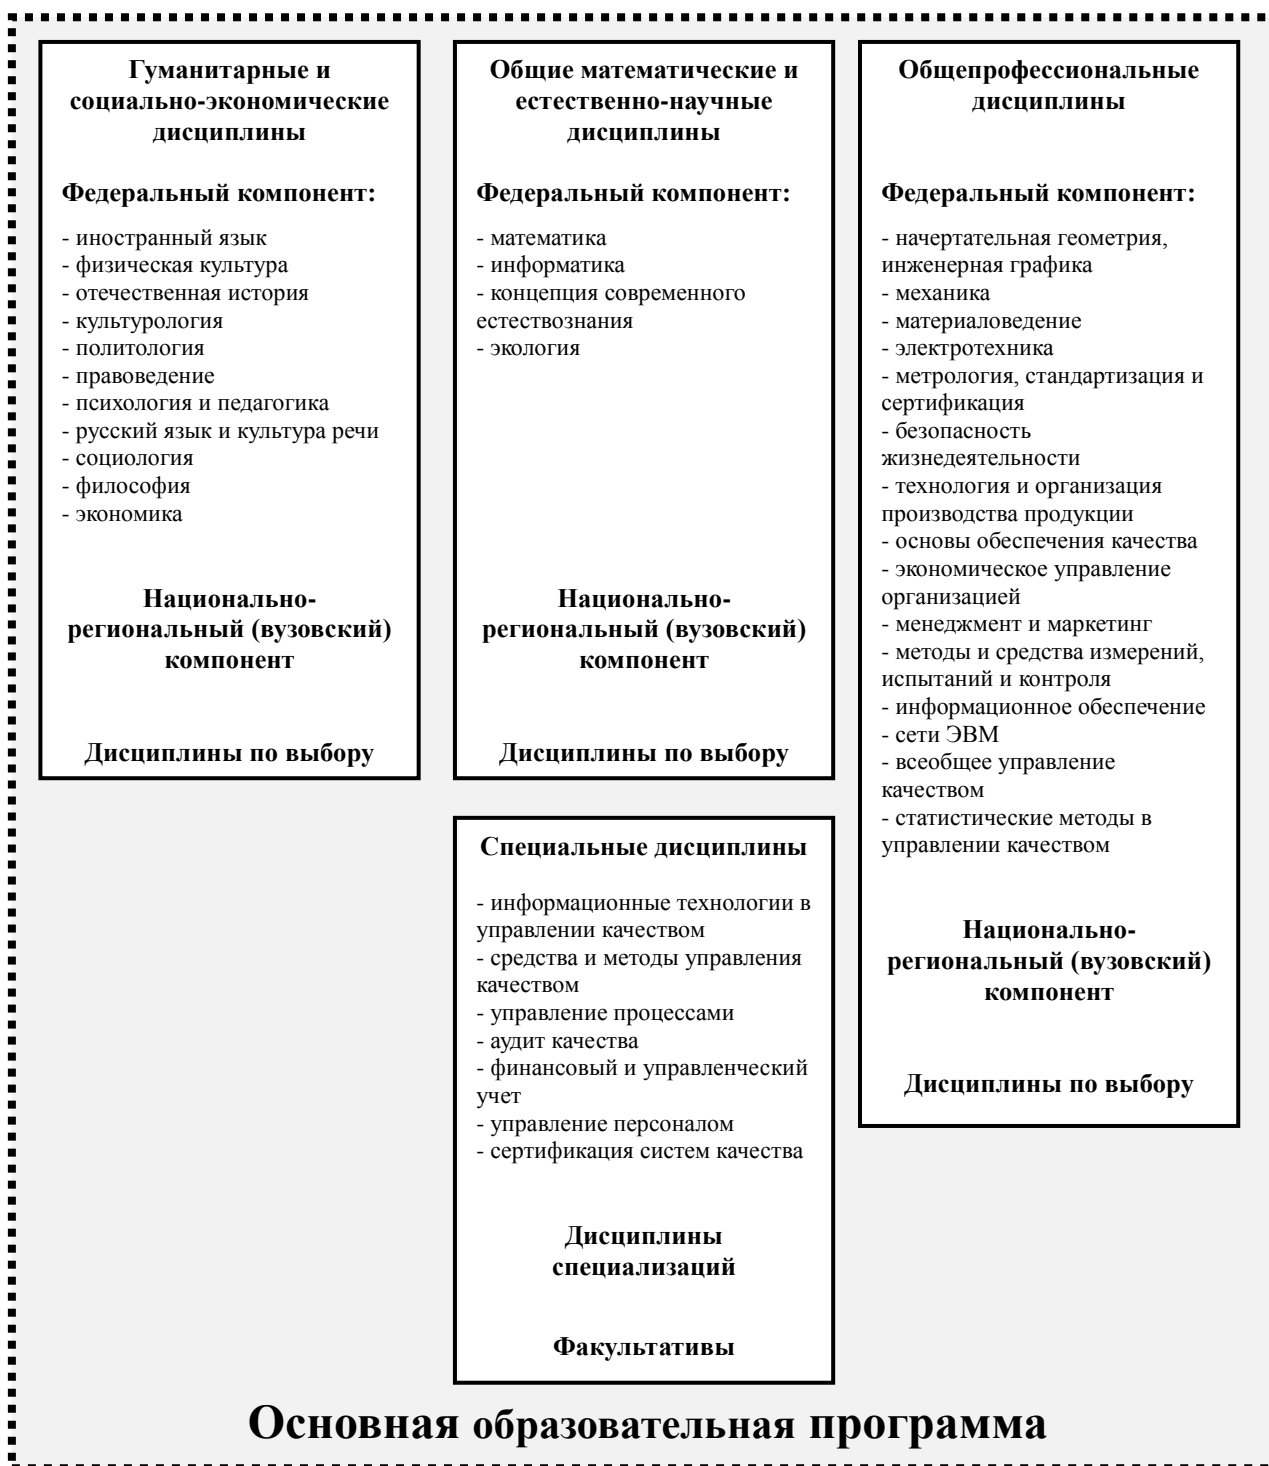 Гуманитарные и
социально-экономические
дисциплины
Федеральный компонент:
- иностранный язык
- физическая культура
- отечественная история
- культурология
- политология
- правоведение
- психология и педагогика
- русский язык и культура речи
- социология
- философия
- экономика
Национально-
региональный (вузовский)
компонент
Дисциплины по выбору
Общие математические и
естественно-научные
дисциплины
Федеральный компонент:
- математика
- информатика
- концепция современного
естествознания
- экология
Национально-
региональный (вузовский)
компонент
Дисциплины по выбору
Общепрофессиональные
дисциплины
Федеральный компонент:
- начертательная геометрия,
инженерная графика
- механика
- материаловедение
- электротехника
- метрология, стандартизация и
сертификация
- безопасность
жизнедеятельности
- технология и организация
производства продукции
- основы обеспечения качества
- экономическое управление
организацией
- менеджмент и маркетинг
- методы и средства измерений,
испытаний и контроля
- информационное обеспечение
- сети ЭВМ
- всеобщее управление
качеством
- статистические методы в
управлении качеством
Национально-
региональный (вузовский)
компонент
Дисциплины по выбору
Специальные дисциплины
- информационные технологии в
управлении качеством
- средства и методы управления
качеством
- управление процессами
- аудит качества
- финансовый и управленческий
учет
- управление персоналом
- сертификация систем качества
Дисциплины
специализаций
Факультативы
Основная образовательная программа